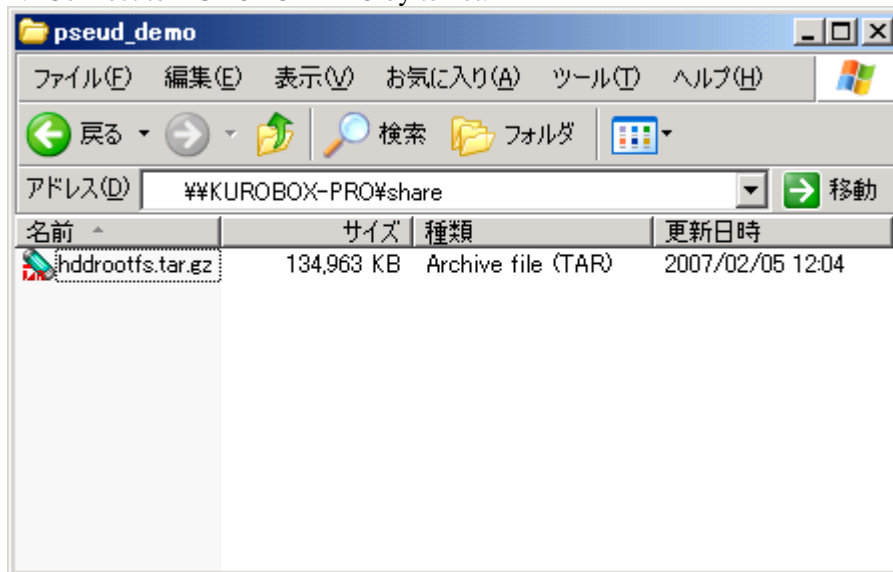 pseud_demo
ファイル(F) 編集(E) 表示(V) お気に入り(A) ツール(T) ヘルプ(H)
戻る 検索 フォルダ
アドレス(D) ¥¥KUROBOX-PRO¥share 移動
名前 サイズ 種類 更新日時
hddrootfs.tar.gz 134,963 KB Archive file (TAR) 2007/02/05 12:04